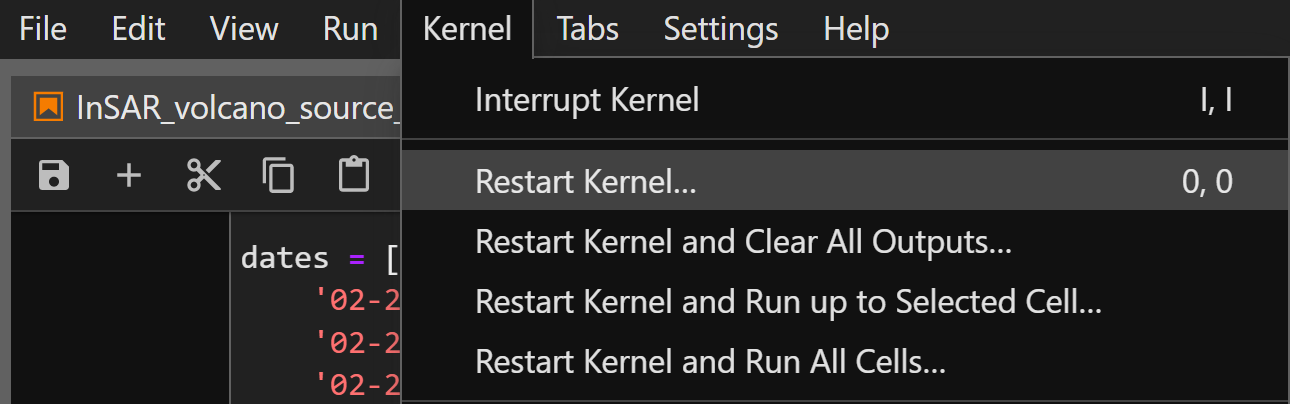 File Edit View Run Kernel Tabs Settings Help
InSAR_volcano_source_
Interrupt Kernel I, I
Restart Kernel... 0, 0
Restart Kernel and Clear All Outputs...
Restart Kernel and Run up to Selected Cell...
Restart Kernel and Run All Cells...
dates = [
'02-2
'02-2
'02-2